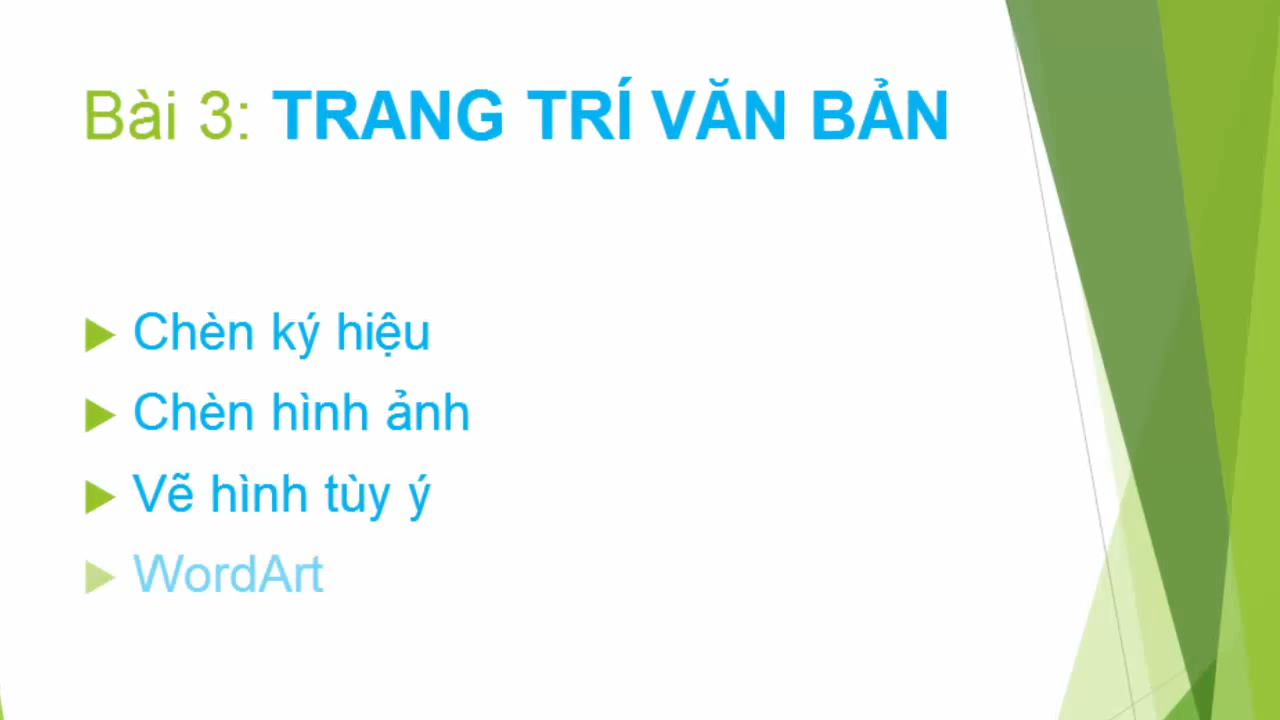 Bài 3: TRANG TRÍ VĂN BẢN
Chèn ký hiệu
Chèn hình ảnh
Vẽ hình tùy ý
WordArt